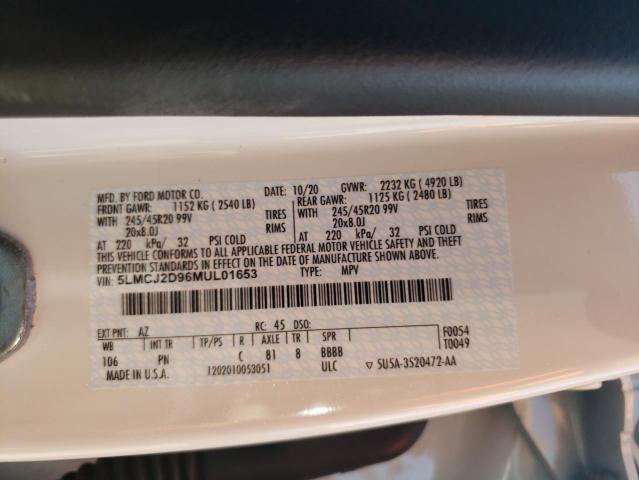 MFD. BY FORD MOTOR CO. DATE: 10/20 GVWR: 2232 KG ( 4920 LB)
FRONT GAWR: 1152 KG ( 2540 LB) REAR GAWR: 1125 KG ( 2480 LB)
WITH 245/45R20 99V TIRES WITH 245/45R20 99V TIRES
20x8.0J RIMS 20x8.0J RIMS
AT 220 kPa/ 32 PSI COLD AT 220 kPa/ 32 PSI COLD
THIS VEHICLE CONFORMS TO ALL APPLICABLE FEDERAL MOTOR VEHICLE SAFETY AND THEFT
PREVENTION STANDARDS IN EFFECT ON THE DATE OF MANUFACTURE SHOWN ABOVE.
VIN: 5LMCJ2D96MUL01653 TYPE: MPV
EXT PNT: AZ RC: 45 DSO: F0054
WB INT TR TP/PS R AXLE TR SPR T0049
106 PN C 81 8 BBBB
MADE IN U.S.A. 1202010053051 ULC ▽ 5U5A-3520472-AA